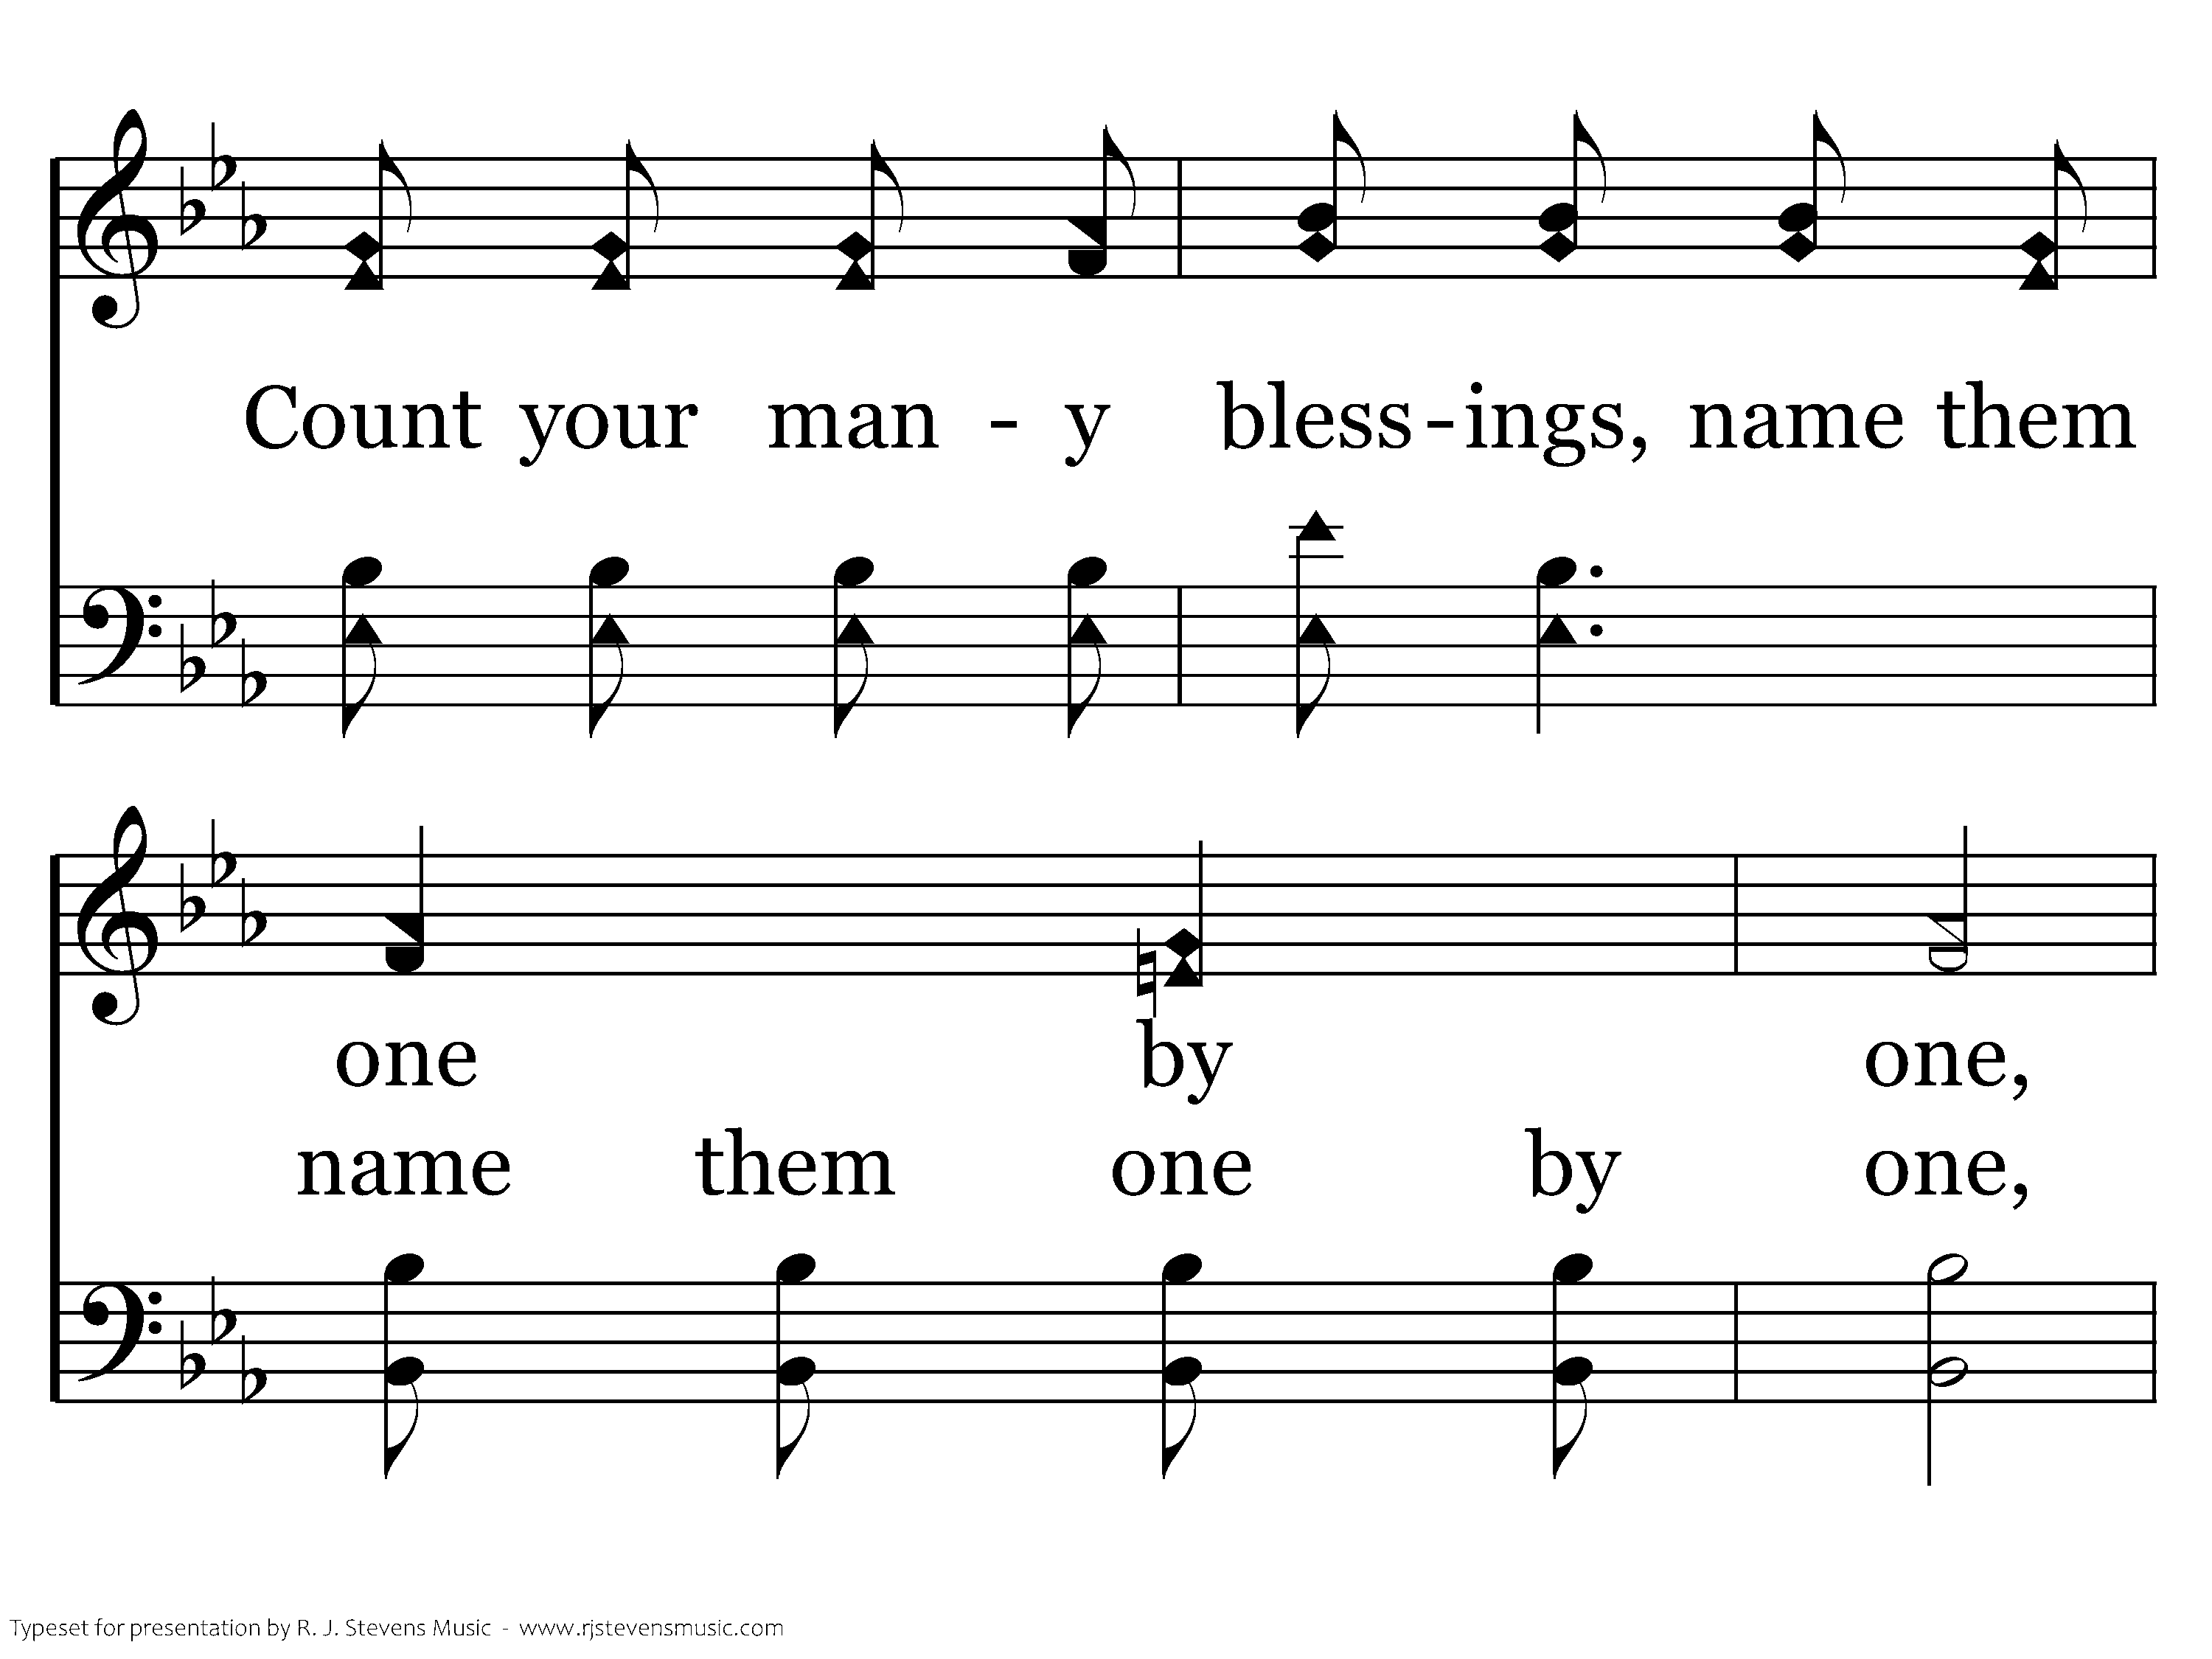 Count your man - y bless - ings, name them
one by one,
name them one by one,
Typeset for presentation by R. J. Stevens Music - www.rjstevensmusic.com